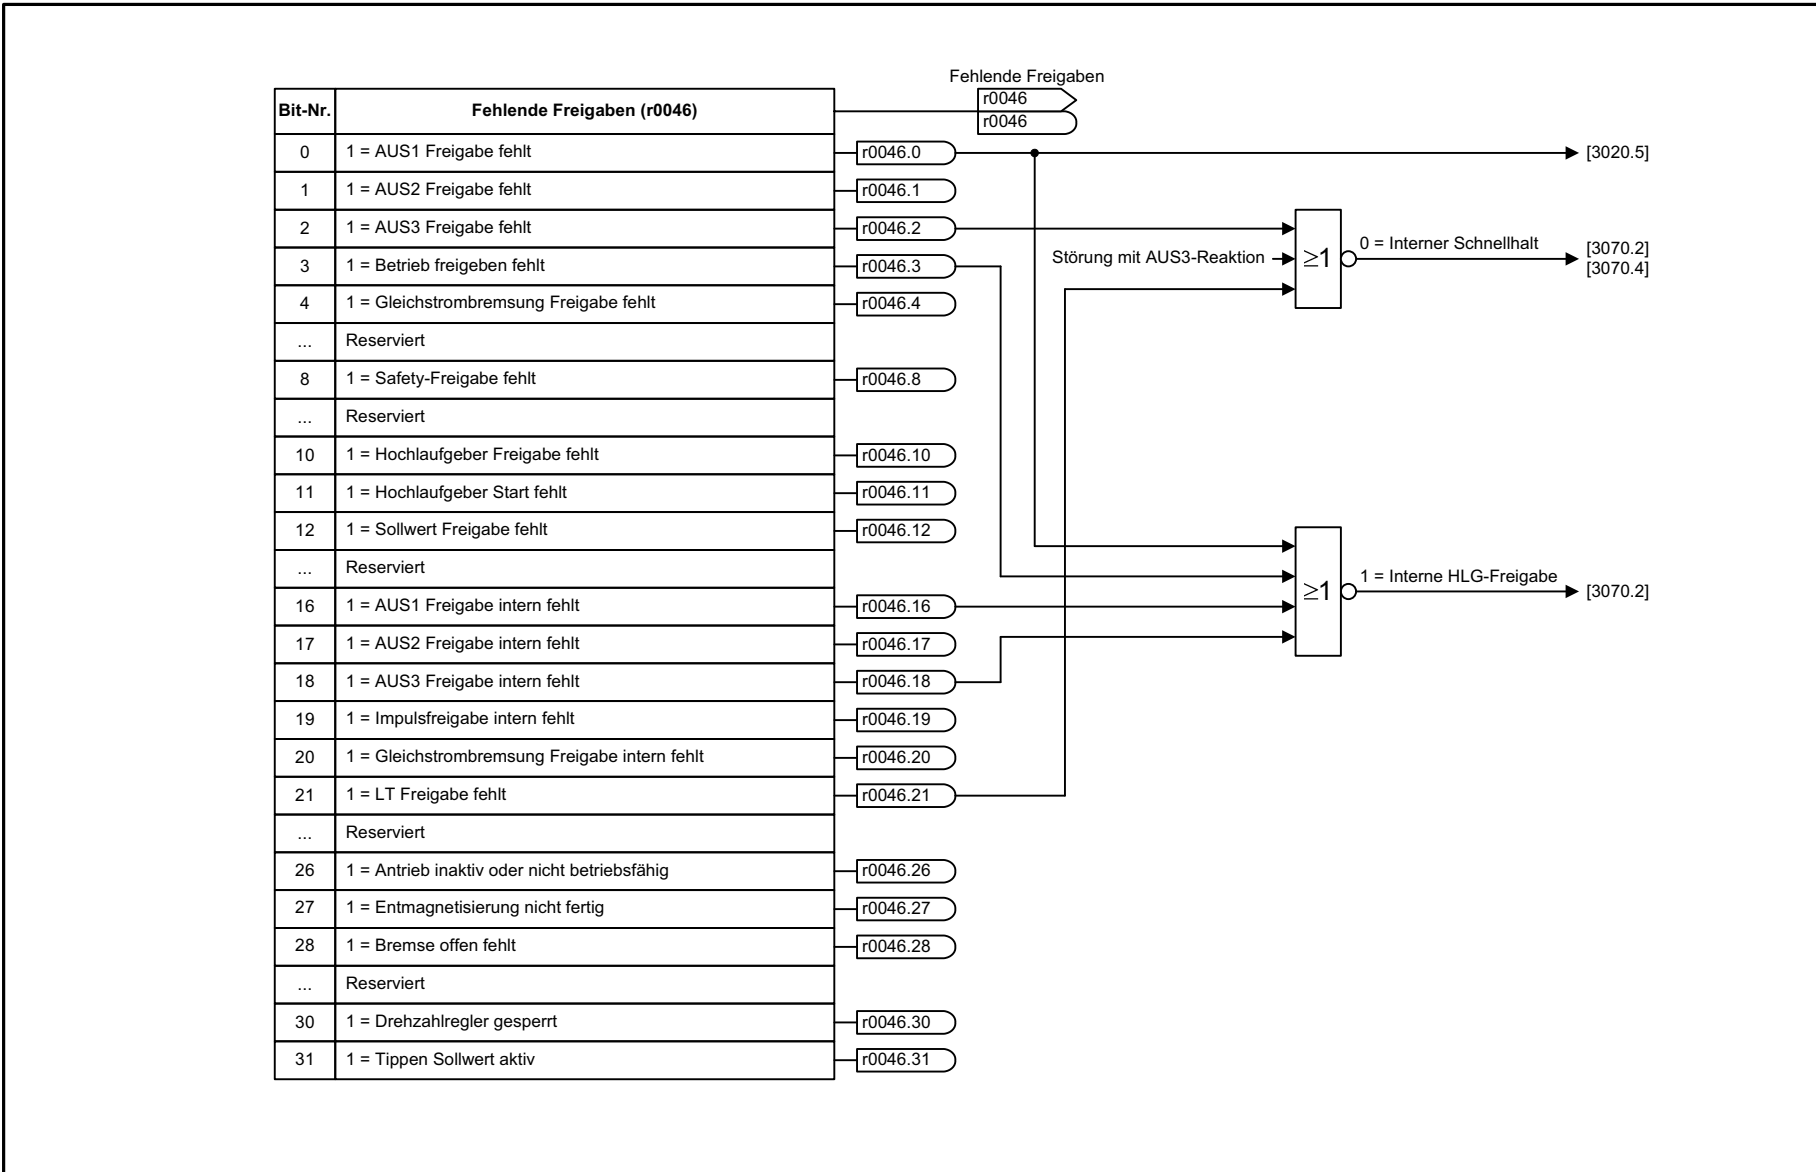 Fehlende Freigaben
r0046
r0046
Bit-Nr. Fehlende Freigaben (r0046)
0 1 = AUS1 Freigabe fehlt r0046.0 [3020.5]
1 1 = AUS2 Freigabe fehlt r0046.1
2 1 = AUS3 Freigabe fehlt r0046.2
3 1 = Betrieb freigeben fehlt r0046.3
Störung mit AUS3-Reaktion ≥1 0 = Interner Schnellhalt [3070.2]
[3070.4]
4 1 = Gleichstrombremsung Freigabe fehlt r0046.4
... Reserviert
8 1 = Safety-Freigabe fehlt r0046.8
... Reserviert
10 1 = Hochlaufgeber Freigabe fehlt r0046.10
11 1 = Hochlaufgeber Start fehlt r0046.11
12 1 = Sollwert Freigabe fehlt r0046.12
... Reserviert
≥1 1 = Interne HLG-Freigabe [3070.2]
16 1 = AUS1 Freigabe intern fehlt r0046.16
17 1 = AUS2 Freigabe intern fehlt r0046.17
18 1 = AUS3 Freigabe intern fehlt r0046.18
19 1 = Impulsfreigabe intern fehlt r0046.19
20 1 = Gleichstrombremsung Freigabe intern fehlt r0046.20
21 1 = LT Freigabe fehlt r0046.21
... Reserviert
26 1 = Antrieb inaktiv oder nicht betriebsfähig r0046.26
27 1 = Entmagnetisierung nicht fertig r0046.27
28 1 = Bremse offen fehlt r0046.28
... Reserviert
30 1 = Drehzahlregler gesperrt r0046.30
31 1 = Tippen Sollwert aktiv r0046.31